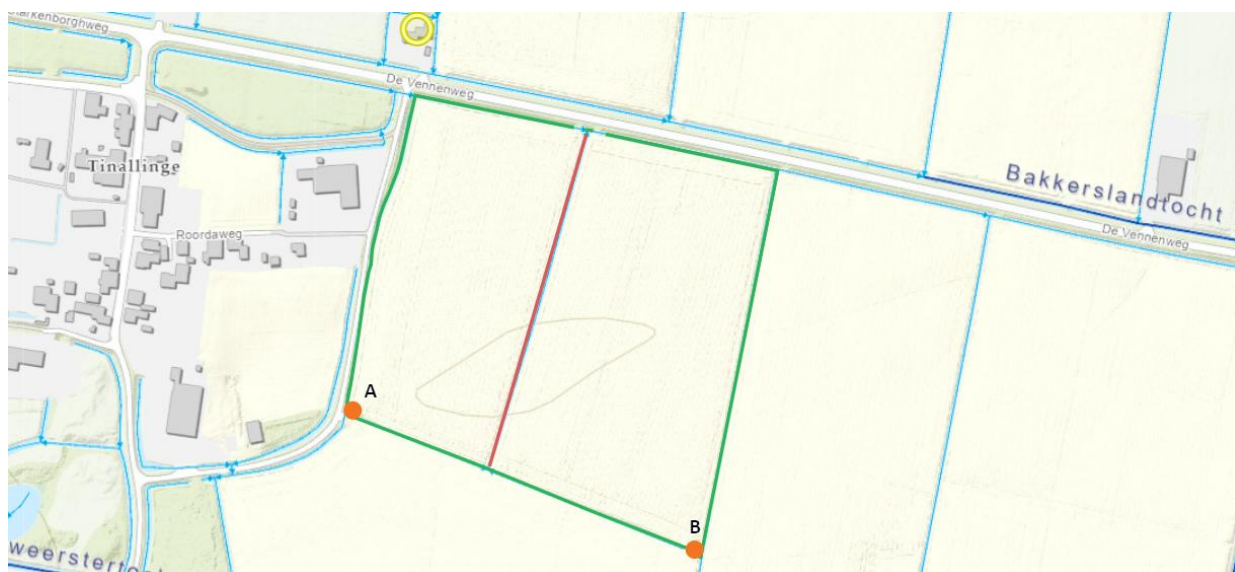 De Vennenweg
Tinallinge
Bakkerslandtocht
Roordaweg
De Vennenweg
A
B